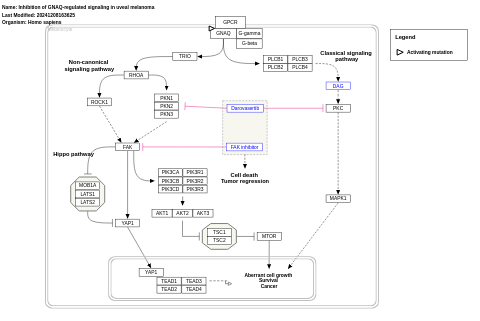 Name: Inhibition of GNAQ-regulated signaling in uveal melanoma
Last Modified: 20241208163825
Organism: Homo sapiens
GPCR
GNAQ
G-gamma
G-beta
Legend
Activating mutation
TRIO
PLCB1
PLCB3
PLCB2
PLCB4
Classical signaling
pathway
Non-canonical
signaling pathway
RHOA
DAG
ROCK1
PKN1
PKN2
PKN3
Darovasertib
PKC
FAK
FAK inhibitor
Hippo pathway
Cell death
Tumor regression
PIK3CA
PIK3R1
PIK3CB
PIK3R2
PIK3CD
PIK3R3
MOB1A
LATS1
LATS2
MAPK1
AKT1
AKT2
AKT3
YAP1
TSC1
TSC2
MTOR
YAP1
TEAD1
TEAD3
TEAD2
TEAD4
Aberrant cell growth
Survival
Cancer